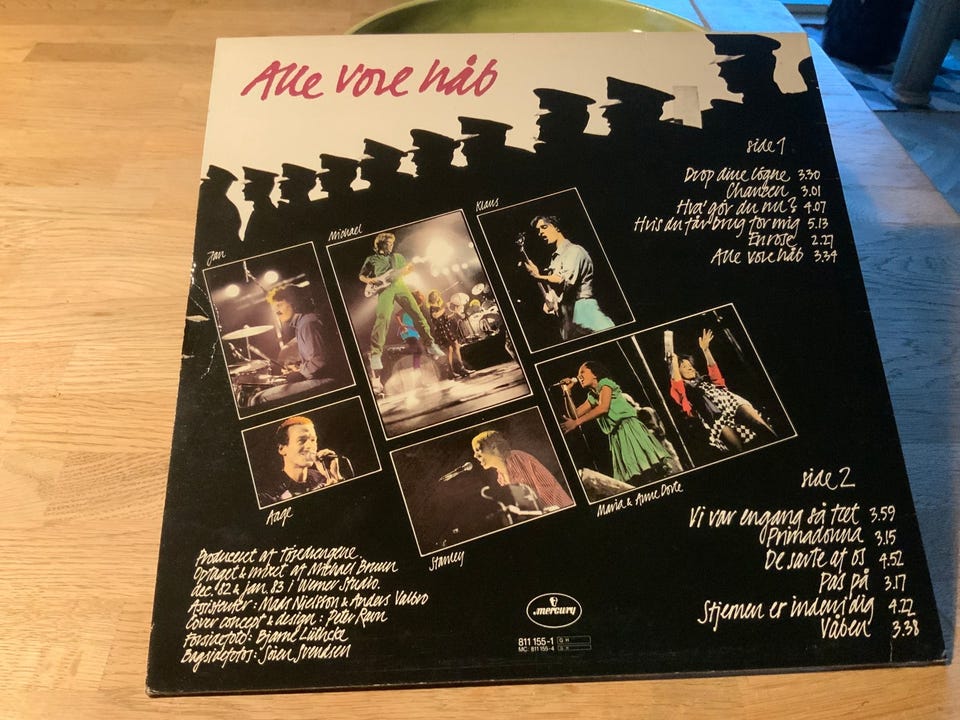 Alle vore håb
side 1
Drop dine løgne 3.30
Chancen 3.01
Hva' gør du nu? 4.07
Hvis du får brug for mig 5.13
En rose 2.27
Alle vore håb 3.34
Jan
Michael
Klaus
Aage
Stanley
Maria & Anne Dorte
side 2
Vi var engang så tæt 3.59
Primadonna 3.15
De sarte af os 4.52
Pas på 3.17
Stjernen er inden i dig 4.22
Våben 3.38
Produceret af Tøsedrengene.
Optaget & mixet af Michael Bruun
dec. '82 & jan. 83 i Werner Studio.
Assistenter: Mads Nielsson & Anders Valbro
Cover concept & design: Peter Ravn
Forsidefoto: Bjarne Lüthcke
Bagsidefotos: Søren Svendsen
mercury
811 155-1
MC: 811 155-4